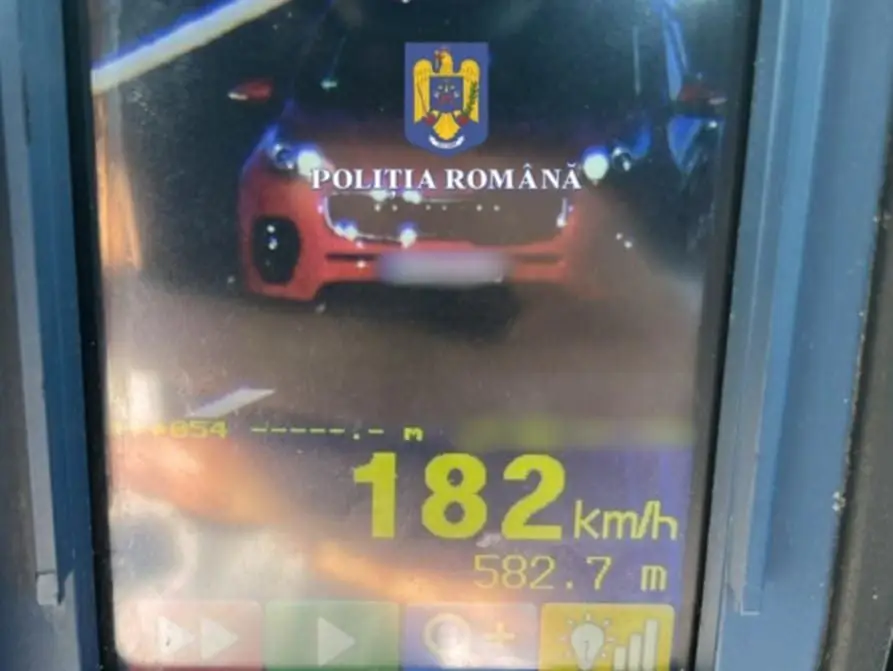 POLIȚIA ROMÂNĂ
054 -----.- m
182 km/h
582.7 m